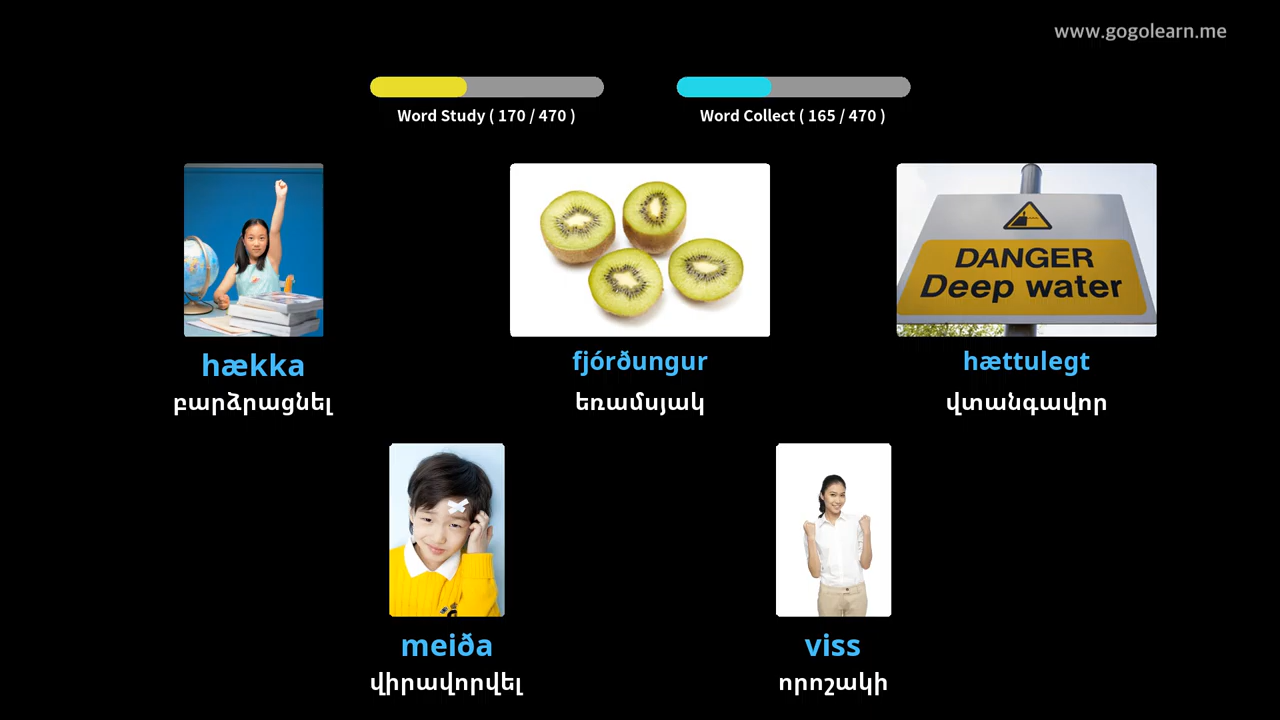 www.gogolearn.me
Word Study ( 170 / 470 )
Word Collect ( 165 / 470 )
DANGER
Deep water
hækka
fjórðungur
hættulegt
բարձրացնել
եռամսյակ
վտանգավոր
meiða
viss
վիրավորվել
որոշակի